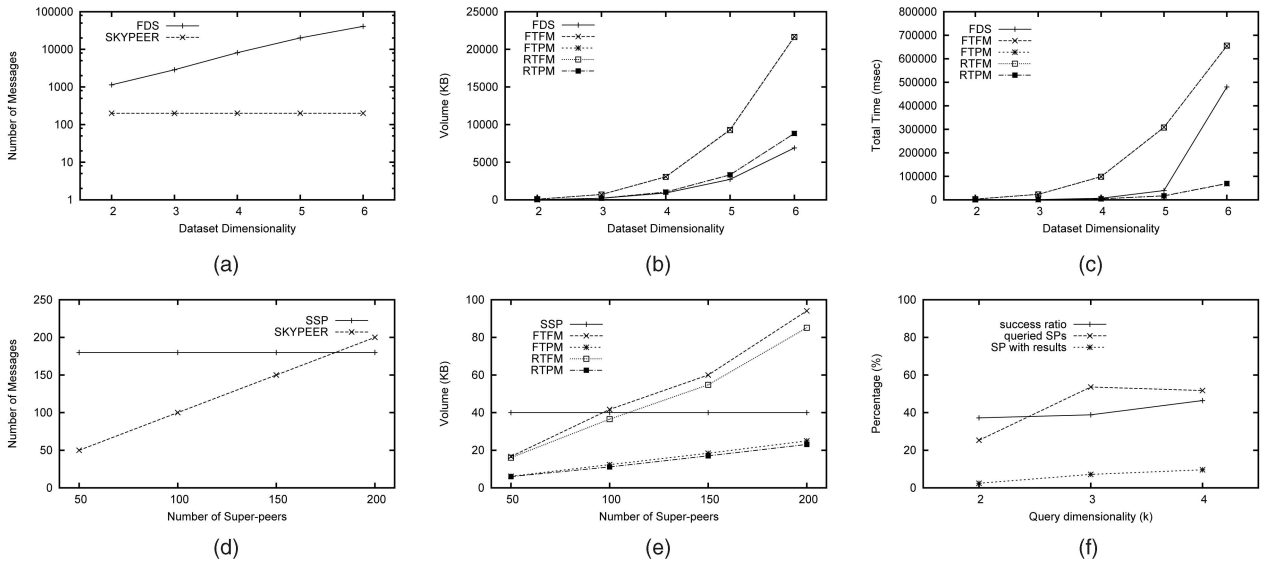 Number of Messages
100000
10000
1000
100
10
1
FDS
SKYPEER
2 3 4 5 6
Dataset Dimensionality
(a)
Volume (KB)
25000
20000
15000
10000
5000
0
FDS
FTFM
FTPM
RTFM
RTPM
2 3 4 5 6
Dataset Dimensionality
(b)
Total Time (msec)
800000
700000
600000
500000
400000
300000
200000
100000
0
FDS
FTFM
FTPM
RTFM
RTPM
2 3 4 5 6
Dataset Dimensionality
(c)
Number of Messages
250
200
150
100
50
0
SSP
SKYPEER
50 100 150 200
Number of Super-peers
(d)
Volume (KB)
100
80
60
40
20
0
SSP
FTFM
FTPM
RTFM
RTPM
50 100 150 200
Number of Super-peers
(e)
Percentage (%)
100
80
60
40
20
0
success ratio
queried SPs
SP with results
2 3 4
Query dimensionality (k)
(f)